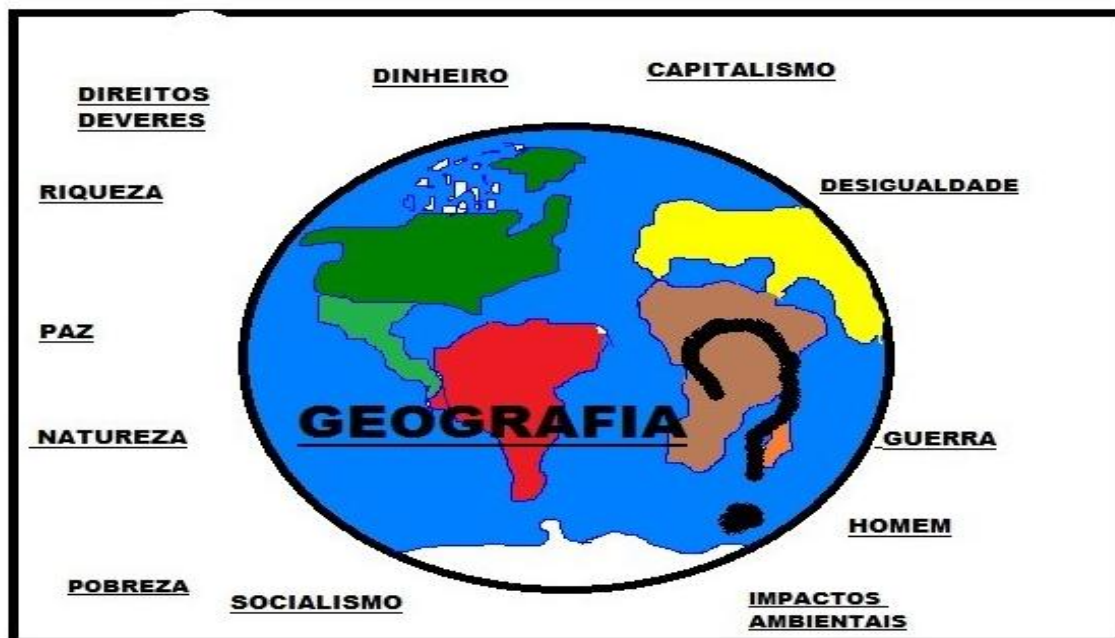 DINHEIRO
CAPITALISMO
DIREITOS
DEVERES
RIQUEZA
DESIGUALDADE
PAZ
GEOGRAFIA ?
NATUREZA
GUERRA
HOMEM
POBREZA
SOCIALISMO
IMPACTOS
AMBIENTAIS